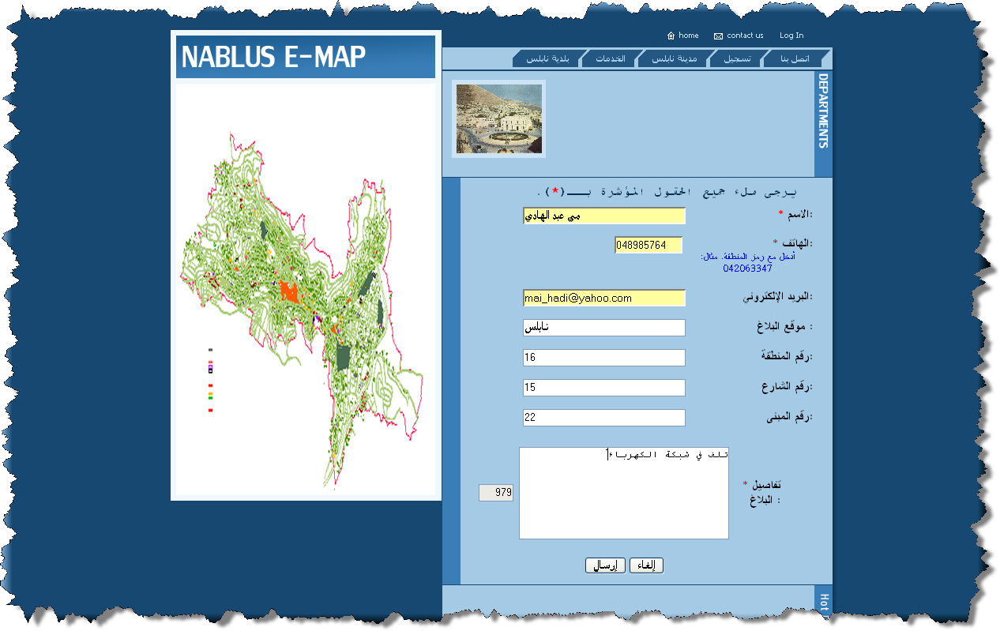 home
contact us
Log In
NABLUS E-MAP
اتصل بنا
تسجيل
مدينة نابلس
الخدمات
بلدية نابلس
DEPARTMENTS
يرجى ملء جميع الحقول المؤشرة بـــ(*).
الاسم * :
مي عبد الهادي
الهاتف * :
048985764
أدخل مع رمز المنطقة. مثال:
042063347
البريد الإلكتروني:
mai_hadi@yahoo.com
موقع البلاغ :
نابلس
رقم المنطقة:
16
رقم الشارع:
15
رقم المبنى:
22
تفاصيل *
البلاغ :
تلف في شبكة الكهرباء
979
إلغاء
إرسال
Hot